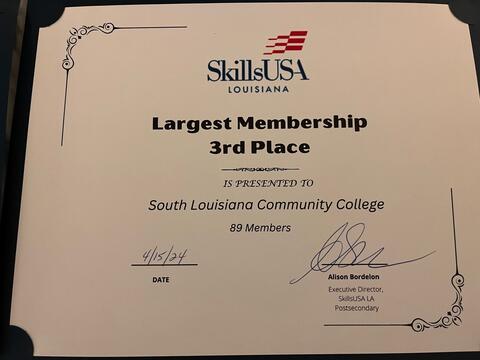 SkillsUSA
LOUISIANA
Largest Membership
3rd Place
IS PRESENTED TO
South Louisiana Community College
89 Members
4/15/24
DATE
Alison Bordelon
Executive Director,
SkillsUSA LA
Postsecondary